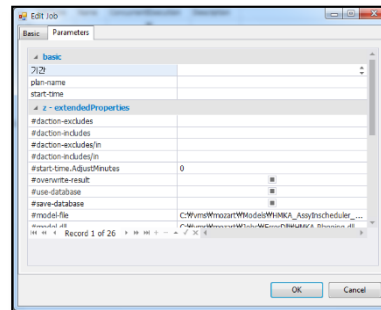 Edit Job
Basic Parameters
basic
기간
plan-name
start-time
z - extendedProperties
#daction-excludes
#daction-includes
#daction-excludes/in
#daction-includes/in
#start-time.AdjustMinutes 0
#overwrite-result
#use-database
#save-database
#model-file C:₩vms₩mozart₩Models₩HMKA_AssyInscheduler_...
Record 1 of 26
OK Cancel